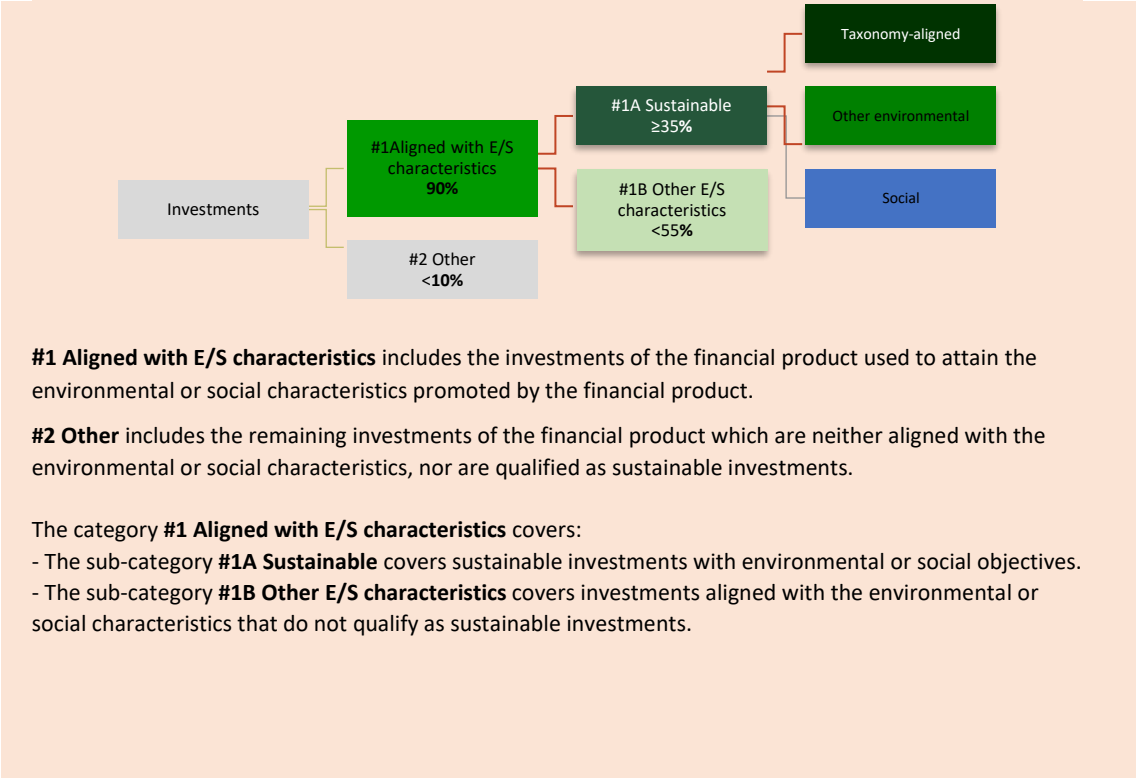 Taxonomy-aligned
#1A Sustainable
≥35%
Other environmental
#1Aligned with E/S
characteristics
90%
#1B Other E/S
characteristics
<55%
Social
Investments
#2 Other
<10%
#1 Aligned with E/S characteristics includes the investments of the financial product used to attain the
environmental or social characteristics promoted by the financial product.
#2 Other includes the remaining investments of the financial product which are neither aligned with the
environmental or social characteristics, nor are qualified as sustainable investments.
The category #1 Aligned with E/S characteristics covers:
- The sub-category #1A Sustainable covers sustainable investments with environmental or social objectives.
- The sub-category #1B Other E/S characteristics covers investments aligned with the environmental or
social characteristics that do not qualify as sustainable investments.